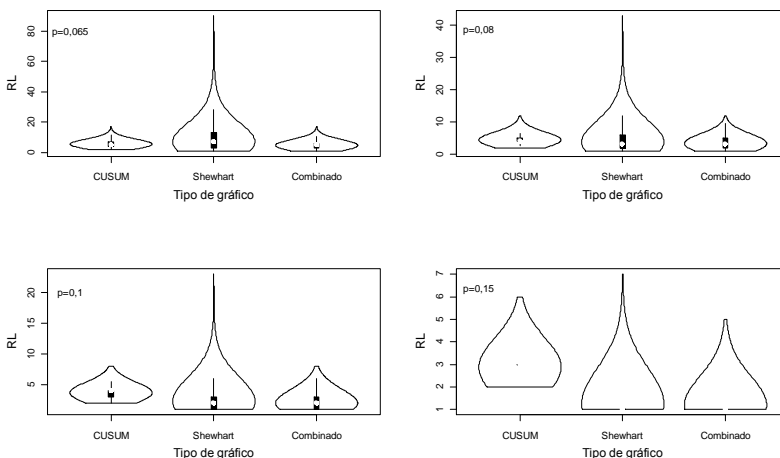 p=0,065
RL
0 20 40 60 80
CUSUM Shewhart Combinado
Tipo de gráfico
p=0,08
RL
0 10 20 30 40
CUSUM Shewhart Combinado
Tipo de gráfico
p=0,1
RL
5 10 15 20
CUSUM Shewhart Combinado
Tipo de gráfico
p=0,15
RL
1 2 3 4 5 6 7
CUSUM Shewhart Combinado
Tipo de gráfico